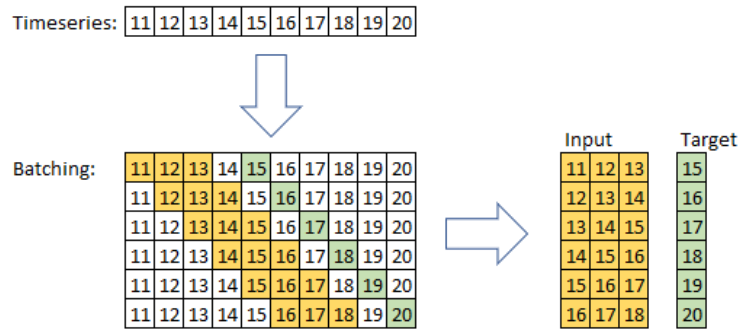 Timeseries: 11 12 13 14 15 16 17 18 19 20
Input Target
Batching: 11 12 13 14 15 16 17 18 19 20 11 12 13 15
11 12 13 14 15 16 17 18 19 20 12 13 14 16
11 12 13 14 15 16 17 18 19 20 13 14 15 17
11 12 13 14 15 16 17 18 19 20 14 15 16 18
11 12 13 14 15 16 17 18 19 20 15 16 17 19
11 12 13 14 15 16 17 18 19 20 16 17 18 20